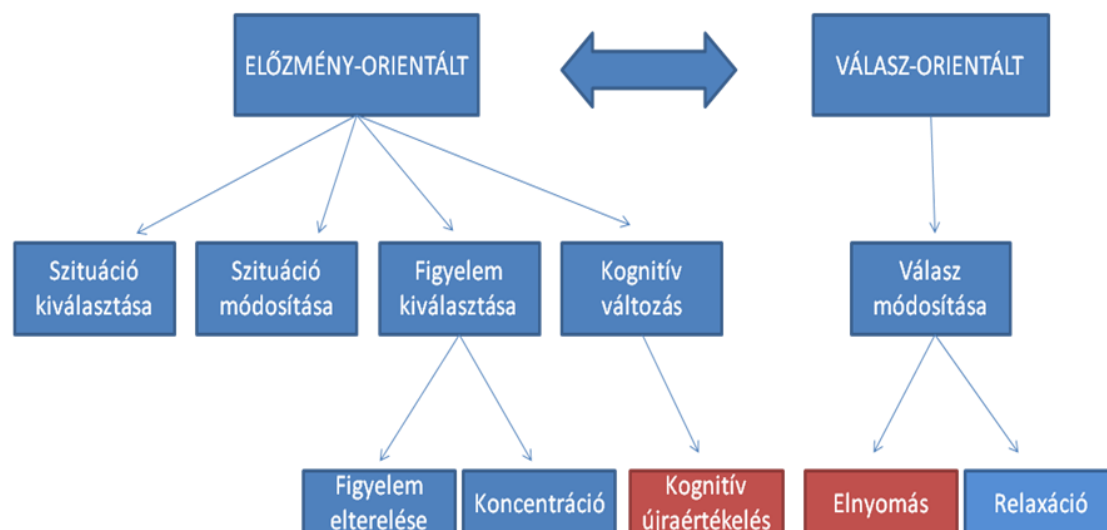 ELŐZMÉNY-ORIENTÁLT
VÁLASZ-ORIENTÁLT
Szituáció
kiválasztása
Szituáció
módosítása
Figyelem
kiválasztása
Kognitív
változás
Válasz
módosítása
Figyelem
elterelése
Koncentráció
Kognitív
újraértékelés
Elnyomás
Relaxáció